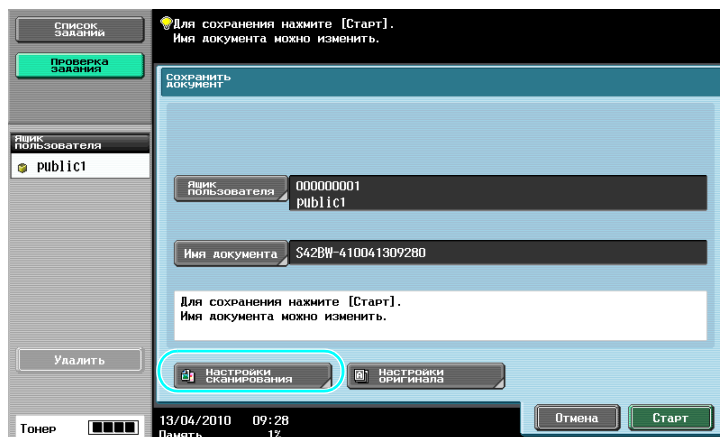 Список
заданий
Для сохранения нажмите [Старт].
Имя документа можно изменить.
Проверка
задания
Сохранить
документ
Ящик
пользователя
public1
Ящик
пользователя
000000001
public1
Имя документа
S42BW-410041309280
Для сохранения нажмите [Старт].
Имя документа можно изменить.
Удалить
Настройки
сканирования
Настройки
оригинала
Отмена
Старт
Тонер
13/04/2010 09:28
Память 1%